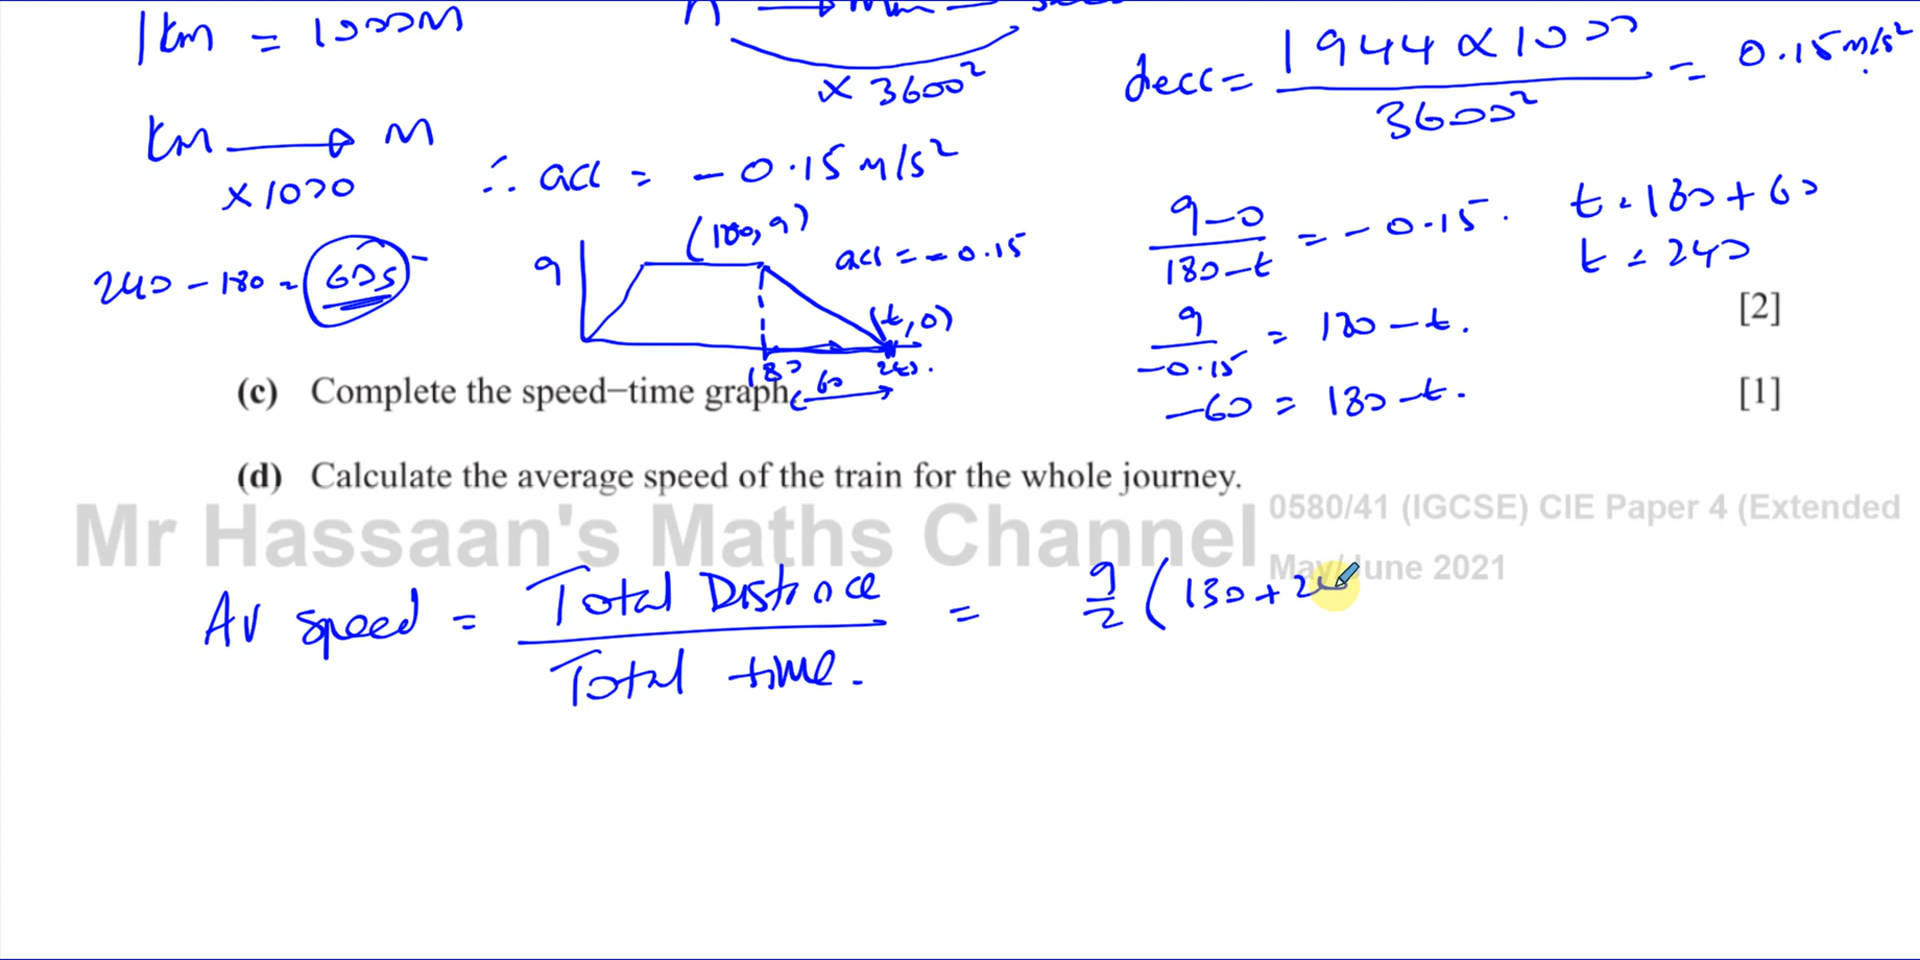 1km = 1000m
× 3600²
decc = 1944 × 1000 / 3600² = 0.15 m/s²
km → m
× 1000
∴ acc = -0.15 m/s²
9-0 / 180-t = -0.15.
t = 180 + 60
t = 240
240 - 180 = 60s
9
(180, 9)
acc = -0.15
(t, 0)
180
60
240.
9 / -0.15 = 180 - t.
-60 = 180 - t.
[2]
(c) Complete the speed–time graph. [1]
(d) Calculate the average speed of the train for the whole journey.
Mr Hassaan's Maths Channel
0580/41 (IGCSE) CIE Paper 4 (Extended
May/June 2021
Av speed = Total Distance / Total time. = 9/2 (130 + 24